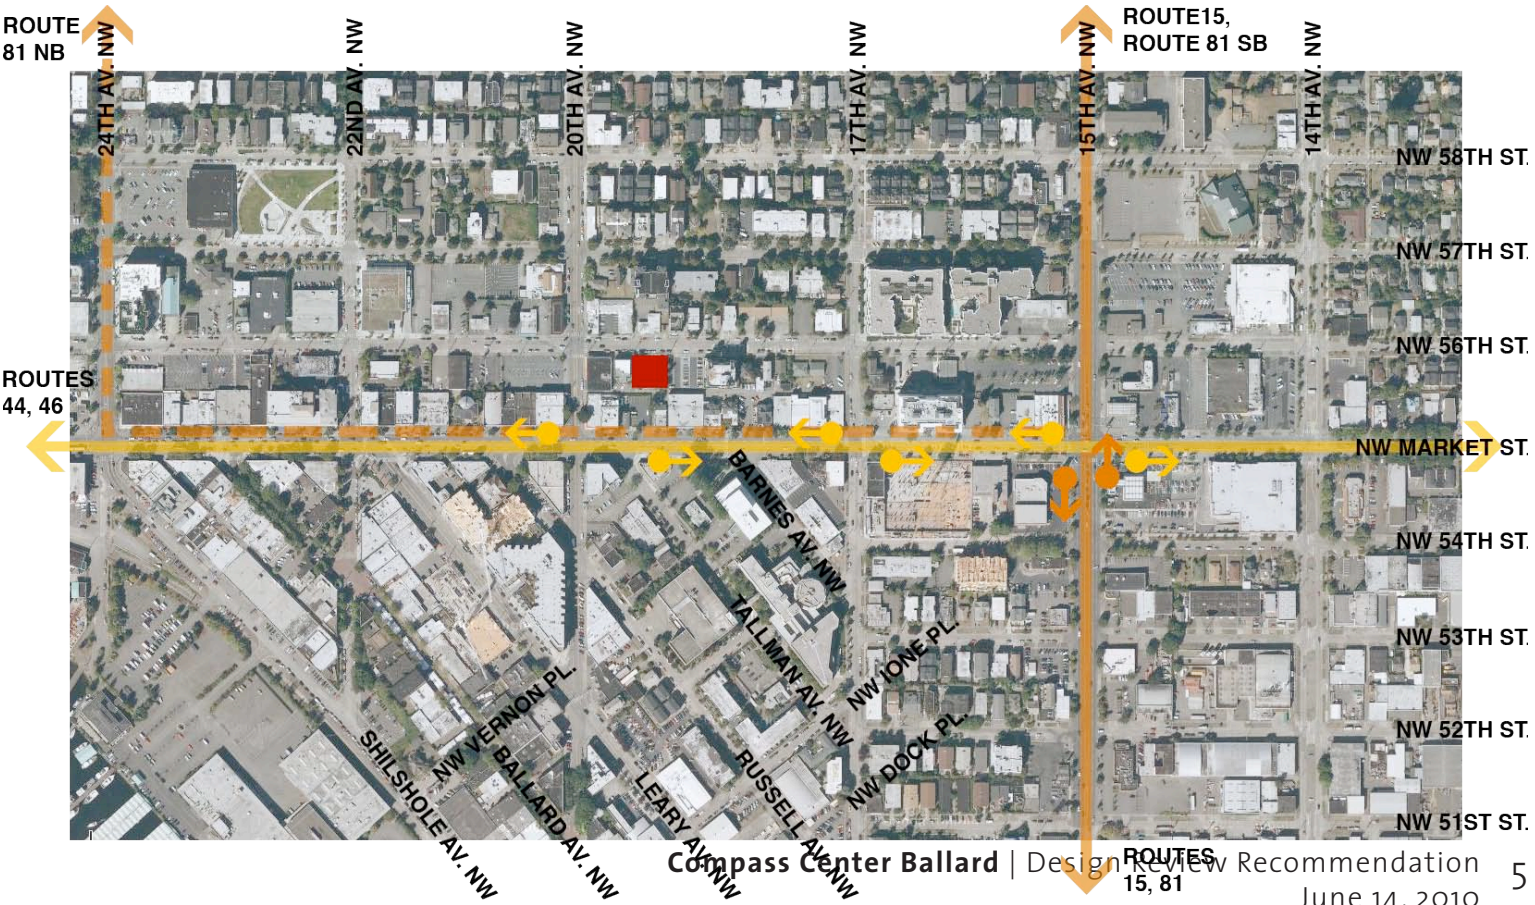 ROUTE
81 NB
24TH AV. NW
22ND AV. NW
20TH AV. NW
17TH AV. NW
15TH AV. NW
ROUTE15,
ROUTE 81 SB
14TH AV. NW
NW 58TH ST.
NW 57TH ST.
NW 56TH ST.
ROUTES
44, 46
NW MARKET ST.
BARNES AV. NW
NW 54TH ST.
TALLMAN AV. NW
NW IONE PL.
NW 53TH ST.
NW VERNON PL.
NW DOCK PL.
NW 52TH ST.
SHILSHOLE AV. NW
BALLARD AV. NW
LEARY AV. NW
RUSSELL AV. NW
NW 51ST ST.
ROUTES
15, 81
Compass Center Ballard | Design Review Recommendation
June 14, 2010
5